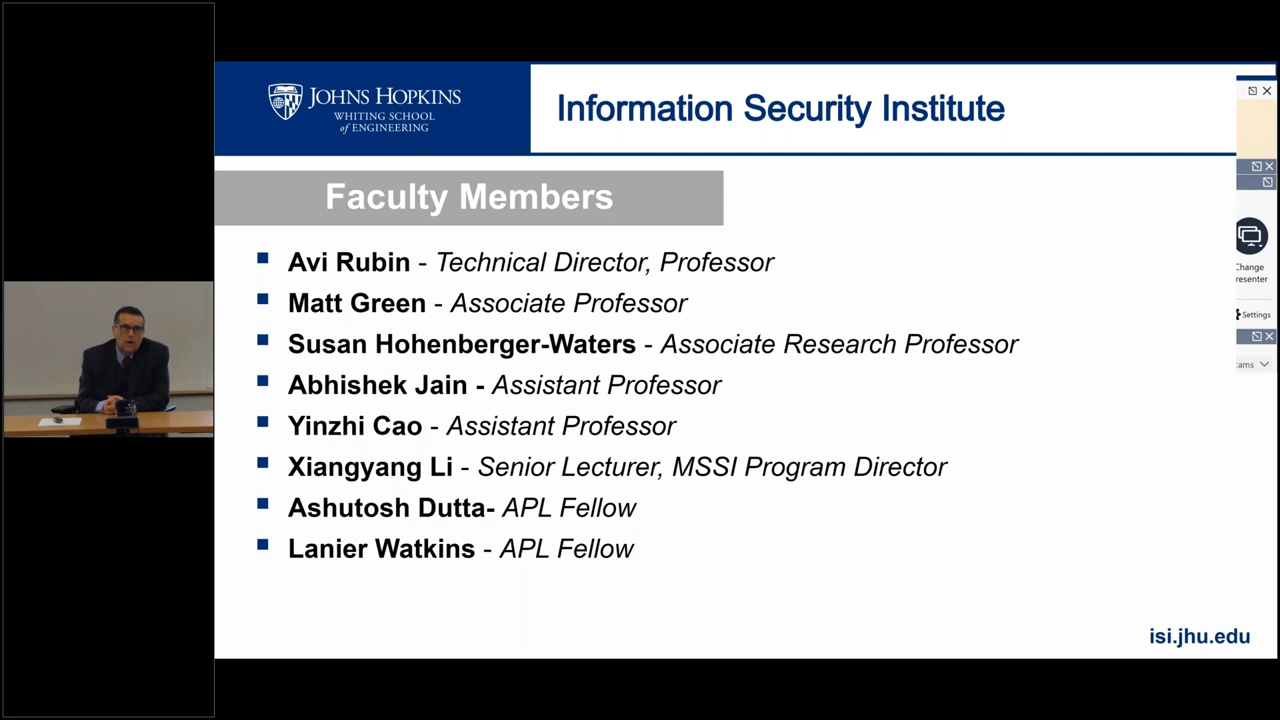 JOHNS HOPKINS
WHITING SCHOOL
of ENGINEERING
Information Security Institute
Faculty Members
Avi Rubin - Technical Director, Professor
Matt Green - Associate Professor
Susan Hohenberger-Waters - Associate Research Professor
Abhishek Jain - Assistant Professor
Yinzhi Cao - Assistant Professor
Xiangyang Li - Senior Lecturer, MSSI Program Director
Ashutosh Dutta- APL Fellow
Lanier Watkins - APL Fellow
isi.jhu.edu
Change
resenter
Settings